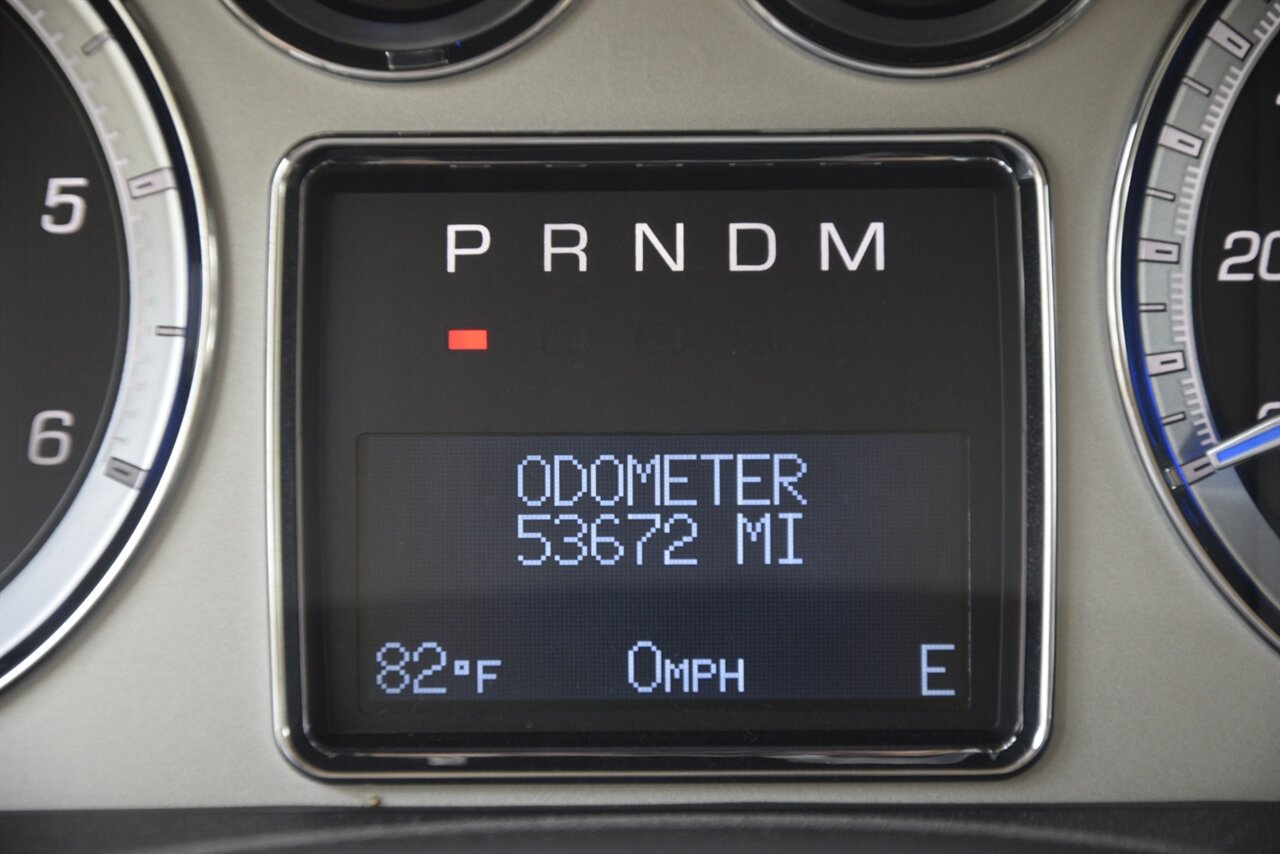 P R N D M
ODOMETER
53672 MI
82°F 0MPH E
5
6
20